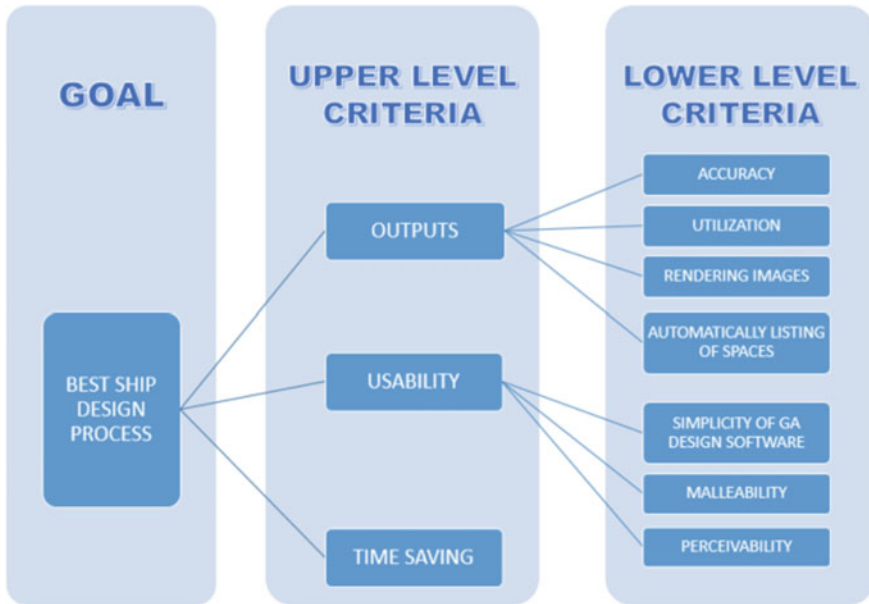 GOAL
BEST SHIP
DESIGN
PROCESS
UPPER LEVEL
CRITERIA
OUTPUTS
USABILITY
TIME SAVING
LOWER LEVEL
CRITERIA
ACCURACY
UTILIZATION
RENDERING IMAGES
AUTOMATICALLY LISTING
OF SPACES
SIMPLICITY OF GA
DESIGN SOFTWARE
MALLEABILITY
PERCEIVABILITY